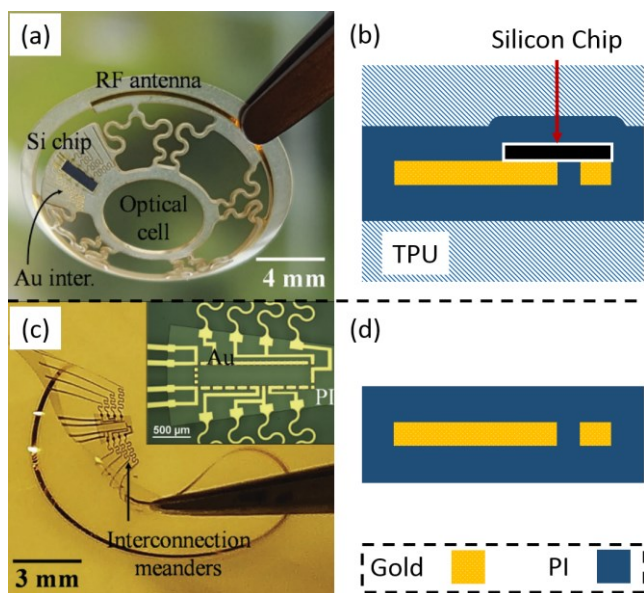 (a)
RF antenna
Si chip
Optical
cell
Au inter.
4 mm
(b)
Silicon Chip
TPU
(c)
Au
PI
500 µm
Interconnection
meanders
3 mm
(d)
Gold
PI